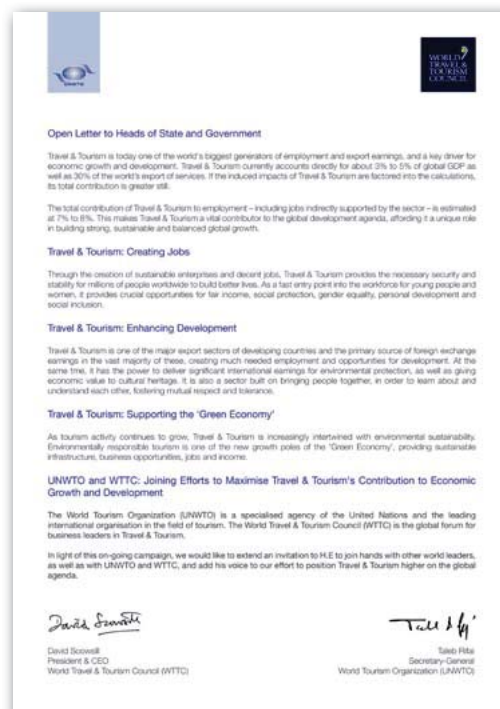 UNWTO
WORLD
TRAVEL &
TOURISM
COUNCIL
Open Letter to Heads of State and Government
Travel & Tourism is today one of the world's biggest generators of employment and export earnings, and a key driver for
economic growth and development. Travel & Tourism currently accounts directly for about 3% to 5% of global GDP as
well as 30% of the world's export of services. If the induced impacts of Travel & Tourism are factored into the calculations,
its total contribution is greater still.
The total contribution of Travel & Tourism to employment – including jobs indirectly supported by the sector – is estimated
at 7% to 8%. This makes Travel & Tourism a vital contributor to the global development agenda, affording it a unique role
in building strong, sustainable and balanced global growth.
Travel & Tourism: Creating Jobs
Through the creation of sustainable enterprises and decent jobs, Travel & Tourism provides the necessary security and
stability for millions of people worldwide to build better lives. As a fast entry point into the workforce for young people and
women, it provides crucial opportunities for fair income, social protection, gender equality, personal development and
social inclusion.
Travel & Tourism: Enhancing Development
Travel & Tourism is one of the major export sectors of developing countries and the primary source of foreign exchange
earnings in the vast majority of these, creating much needed employment and opportunities for development. At the
same time, it has the power to deliver significant international earnings for environmental protection, as well as giving
economic value to cultural heritage. It is also a sector built on bringing people together, in order to learn about and
understand each other, fostering mutual respect and tolerance.
Travel & Tourism: Supporting the 'Green Economy'
As tourism activity continues to grow, Travel & Tourism is increasingly intertwined with environmental sustainability.
Environmentally responsible tourism is one of the new growth poles of the 'Green Economy', providing sustainable
infrastructure, business opportunities, jobs and income.
UNWTO and WTTC: Joining Efforts to Maximise Travel & Tourism's Contribution to Economic
Growth and Development
The World Tourism Organization (UNWTO) is a specialised agency of the United Nations and the leading
international organisation in the field of tourism. The World Travel & Tourism Council (WTTC) is the global forum for
business leaders in Travel & Tourism.
In light of this on-going campaign, we would like to extend an invitation to H.E to join hands with other world leaders,
as well as with UNWTO and WTTC, and add his voice to our effort to position Travel & Tourism higher on the global
agenda.
David Scowsill
David Scowsill
President & CEO
World Travel & Tourism Council (WTTC)
Taleb Rifai
Secretary-General
World Tourism Organization (UNWTO)